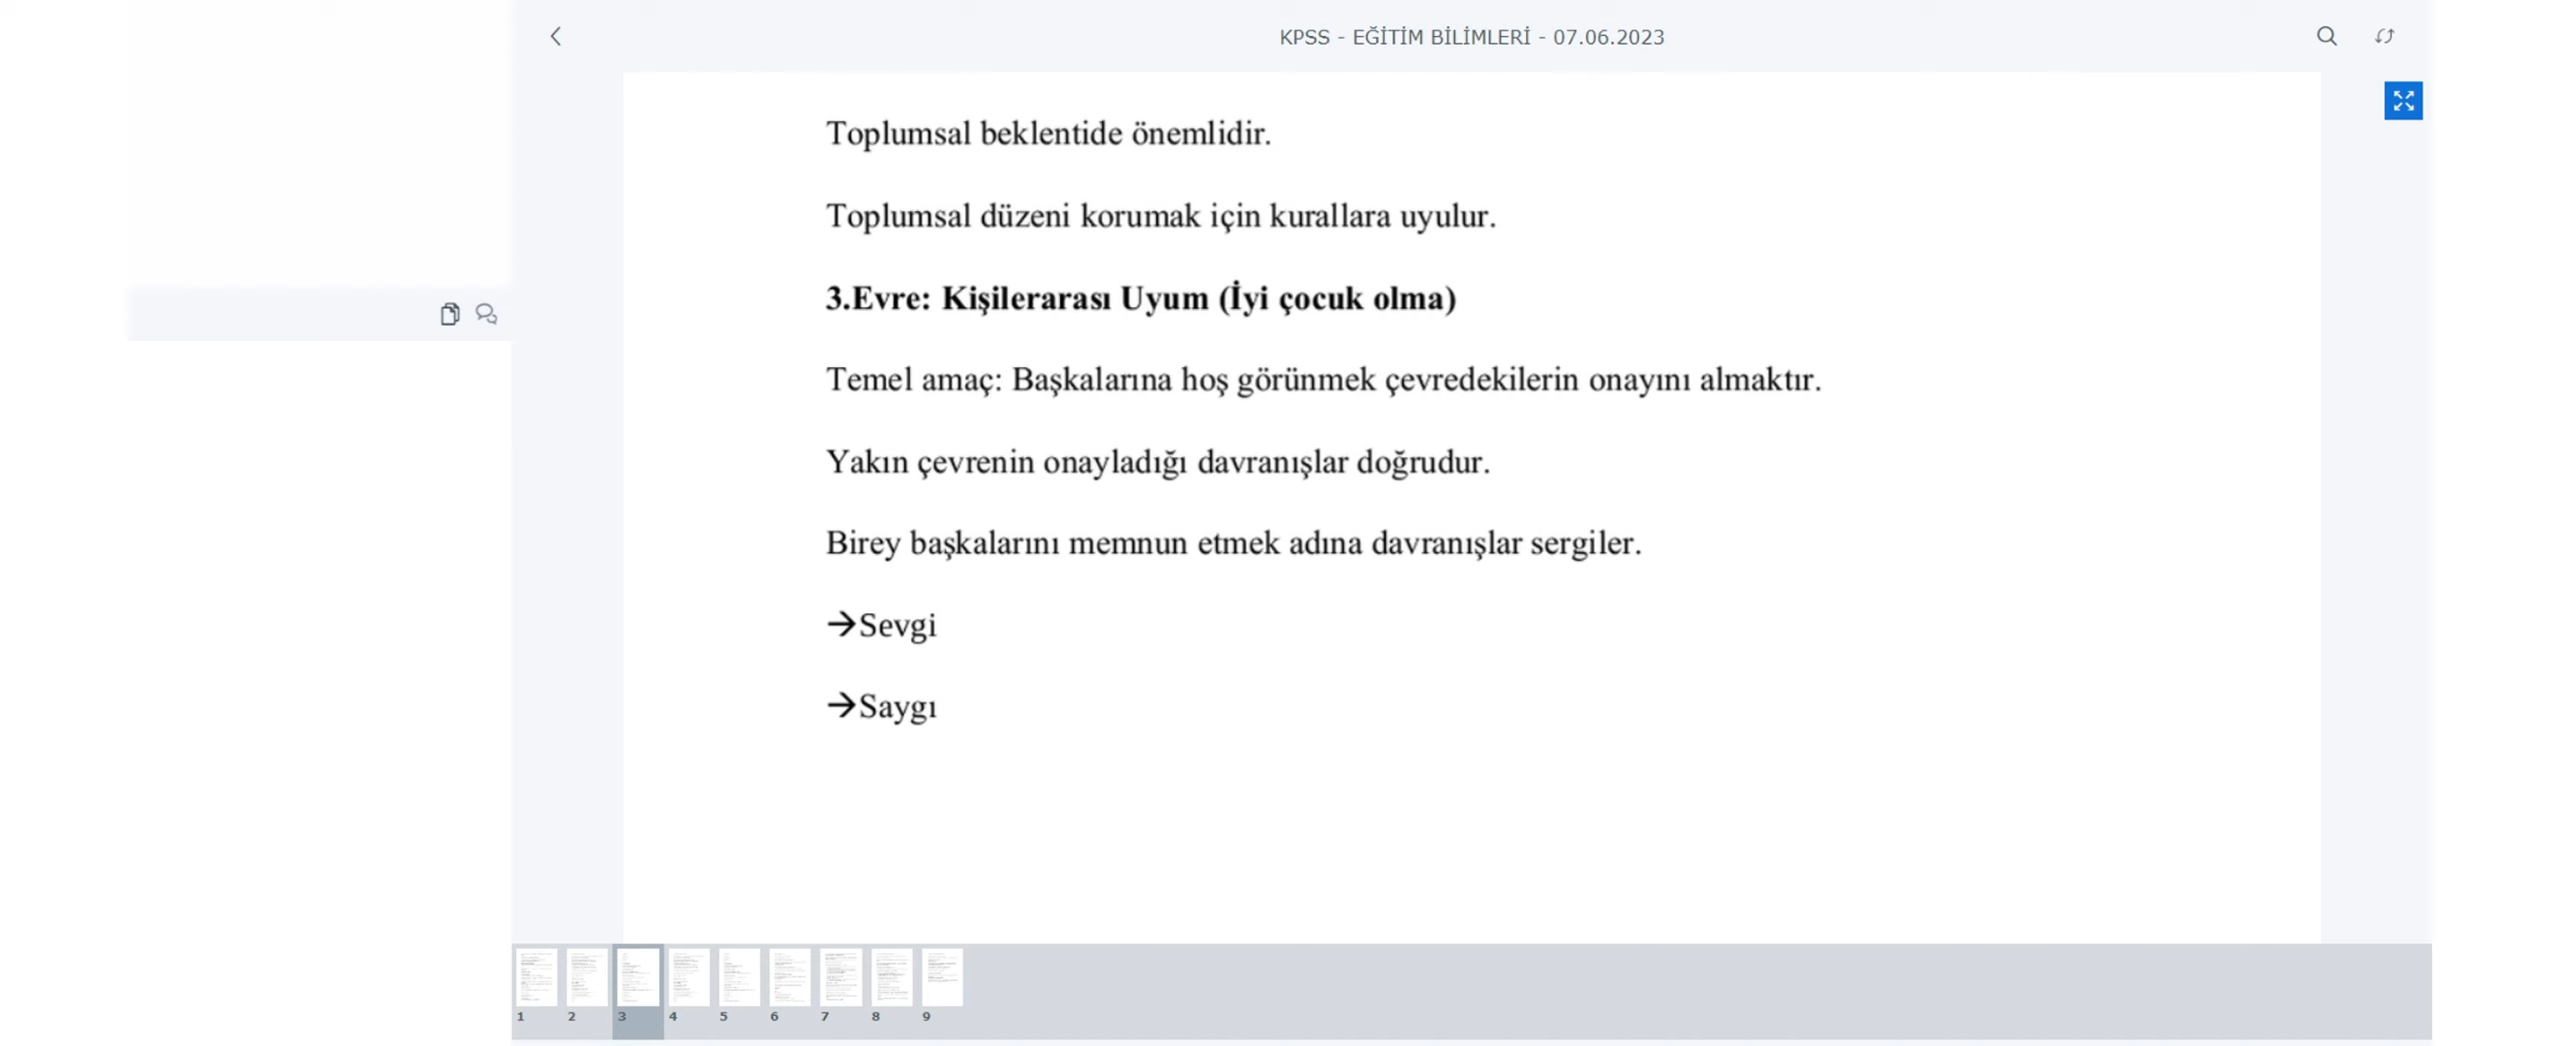 KPSS - EĞİTİM BİLİMLERİ - 07.06.2023
Toplumsal beklentide önemlidir.
Toplumsal düzeni korumak için kurallara uyulur.
3.Evre: Kişilerarası Uyum (İyi çocuk olma)
Temel amaç: Başkalarına hoş görünmek çevredekilerin onayını almaktır.
Yakın çevrenin onayladığı davranışlar doğrudur.
Birey başkalarını memnun etmek adına davranışlar sergiler.
→Sevgi
→Saygı
1 2 3 4 5 6 7 8 9